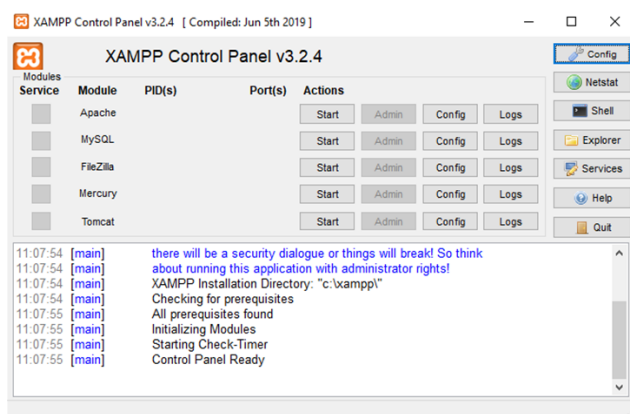 XAMPP Control Panel v3.2.4 [ Compiled: Jun 5th 2019 ]
XAMPP Control Panel v3.2.4
Config
Modules
Service Module PID(s) Port(s) Actions
Netstat
Apache Start Admin Config Logs
Shell
MySQL Start Admin Config Logs
Explorer
FileZilla Start Admin Config Logs
Services
Mercury Start Admin Config Logs
Help
Tomcat Start Admin Config Logs
Quit
11:07:54 [main] there will be a security dialogue or things will break! So think
11:07:54 [main] about running this application with administrator rights!
11:07:54 [main] XAMPP Installation Directory: "c:\xampp\"
11:07:54 [main] Checking for prerequisites
11:07:55 [main] All prerequisites found
11:07:55 [main] Initializing Modules
11:07:55 [main] Starting Check-Timer
11:07:55 [main] Control Panel Ready